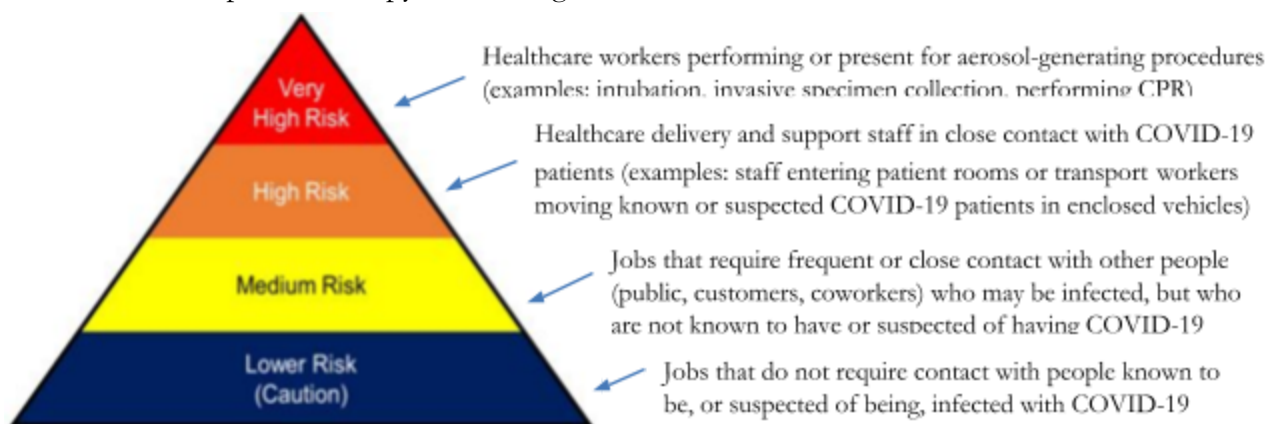 Very
High Risk
Healthcare workers performing or present for aerosol-generating procedures
(examples: intubation, invasive specimen collection, performing CPR)
High Risk
Healthcare delivery and support staff in close contact with COVID-19
patients (examples: staff entering patient rooms or transport workers
moving known or suspected COVID-19 patients in enclosed vehicles)
Medium Risk
Jobs that require frequent or close contact with other people
(public, customers, coworkers) who may be infected, but who
are not known to have or suspected of having COVID-19
Lower Risk
(Caution)
Jobs that do not require contact with people known to
be, or suspected of being, infected with COVID-19